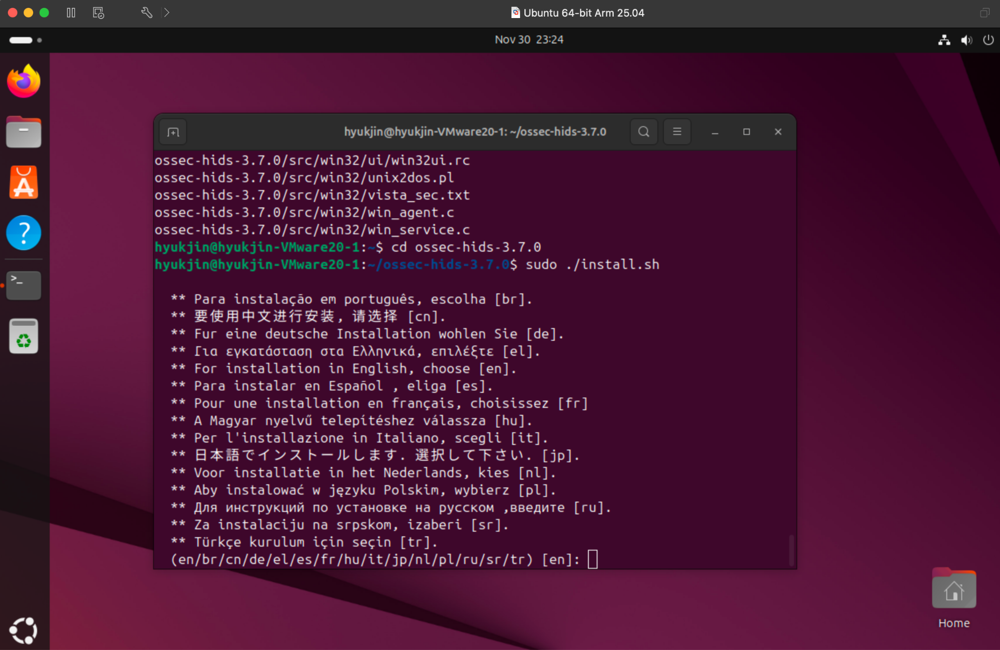 Ubuntu 64-bit Arm 25.04
Nov 30 23:24
hyukjin@hyukjin-VMware20-1: ~/ossec-hids-3.7.0
ossec-hids-3.7.0/src/win32/ui/win32ui.rc
ossec-hids-3.7.0/src/win32/unix2dos.pl
ossec-hids-3.7.0/src/win32/vista_sec.txt
ossec-hids-3.7.0/src/win32/win_agent.c
ossec-hids-3.7.0/src/win32/win_service.c
hyukjin@hyukjin-VMware20-1:~$ cd ossec-hids-3.7.0
hyukjin@hyukjin-VMware20-1:~/ossec-hids-3.7.0$ sudo ./install.sh
** Para instalação em português, escolha [br].
** 要使用中文进行安装, 请选择 [cn].
** Fur eine deutsche Installation wohlen Sie [de].
** Για εγκατάσταση στα Ελληνικά, επιλέξτε [el].
** For installation in English, choose [en].
** Para instalar en Español , eliga [es].
** Pour une installation en français, choisissez [fr]
** A Magyar nyelvű telepítéshez válassza [hu].
** Per l'installazione in Italiano, scegli [it].
** 日本語でインストールします．選択して下さい．[jp].
** Voor installatie in het Nederlands, kies [nl].
** Aby instalować w języku Polskim, wybierz [pl].
** Для инструкций по установке на русском ,введите [ru].
** Za instalaciju na srpskom, izaberi [sr].
** Türkçe kurulum için seçin [tr].
(en/br/cn/de/el/es/fr/hu/it/jp/nl/pl/ru/sr/tr) [en]:
Home